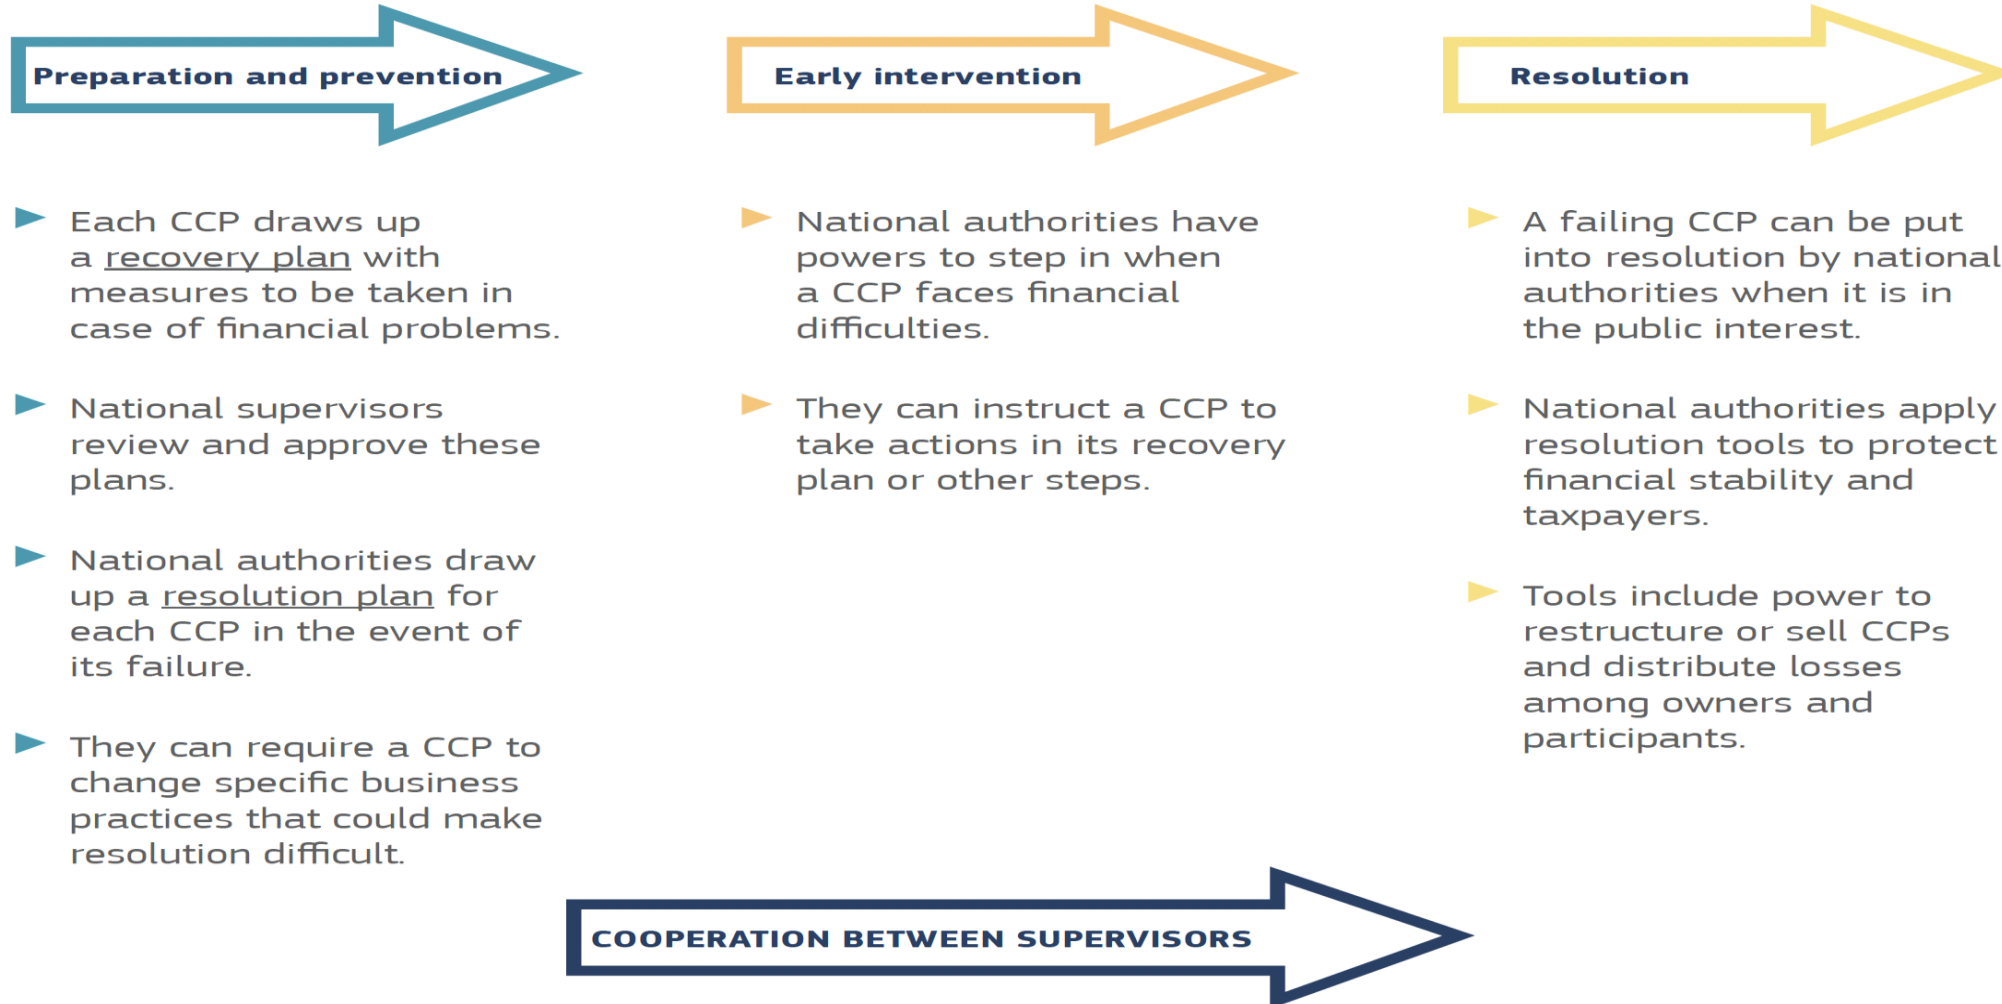 Preparation and prevention
Each CCP draws up
a recovery plan with
measures to be taken in
case of financial problems.
National supervisors
review and approve these
plans.
National authorities draw
up a resolution plan for
each CCP in the event of
its failure.
They can require a CCP to
change specific business
practices that could make
resolution difficult.
Early intervention
National authorities have
powers to step in when
a CCP faces financial
difficulties.
They can instruct a CCP to
take actions in its recovery
plan or other steps.
Resolution
A failing CCP can be put
into resolution by national
authorities when it is in
the public interest.
National authorities apply
resolution tools to protect
financial stability and
taxpayers.
Tools include power to
restructure or sell CCPs
and distribute losses
among owners and
participants.
COOPERATION BETWEEN SUPERVISORS